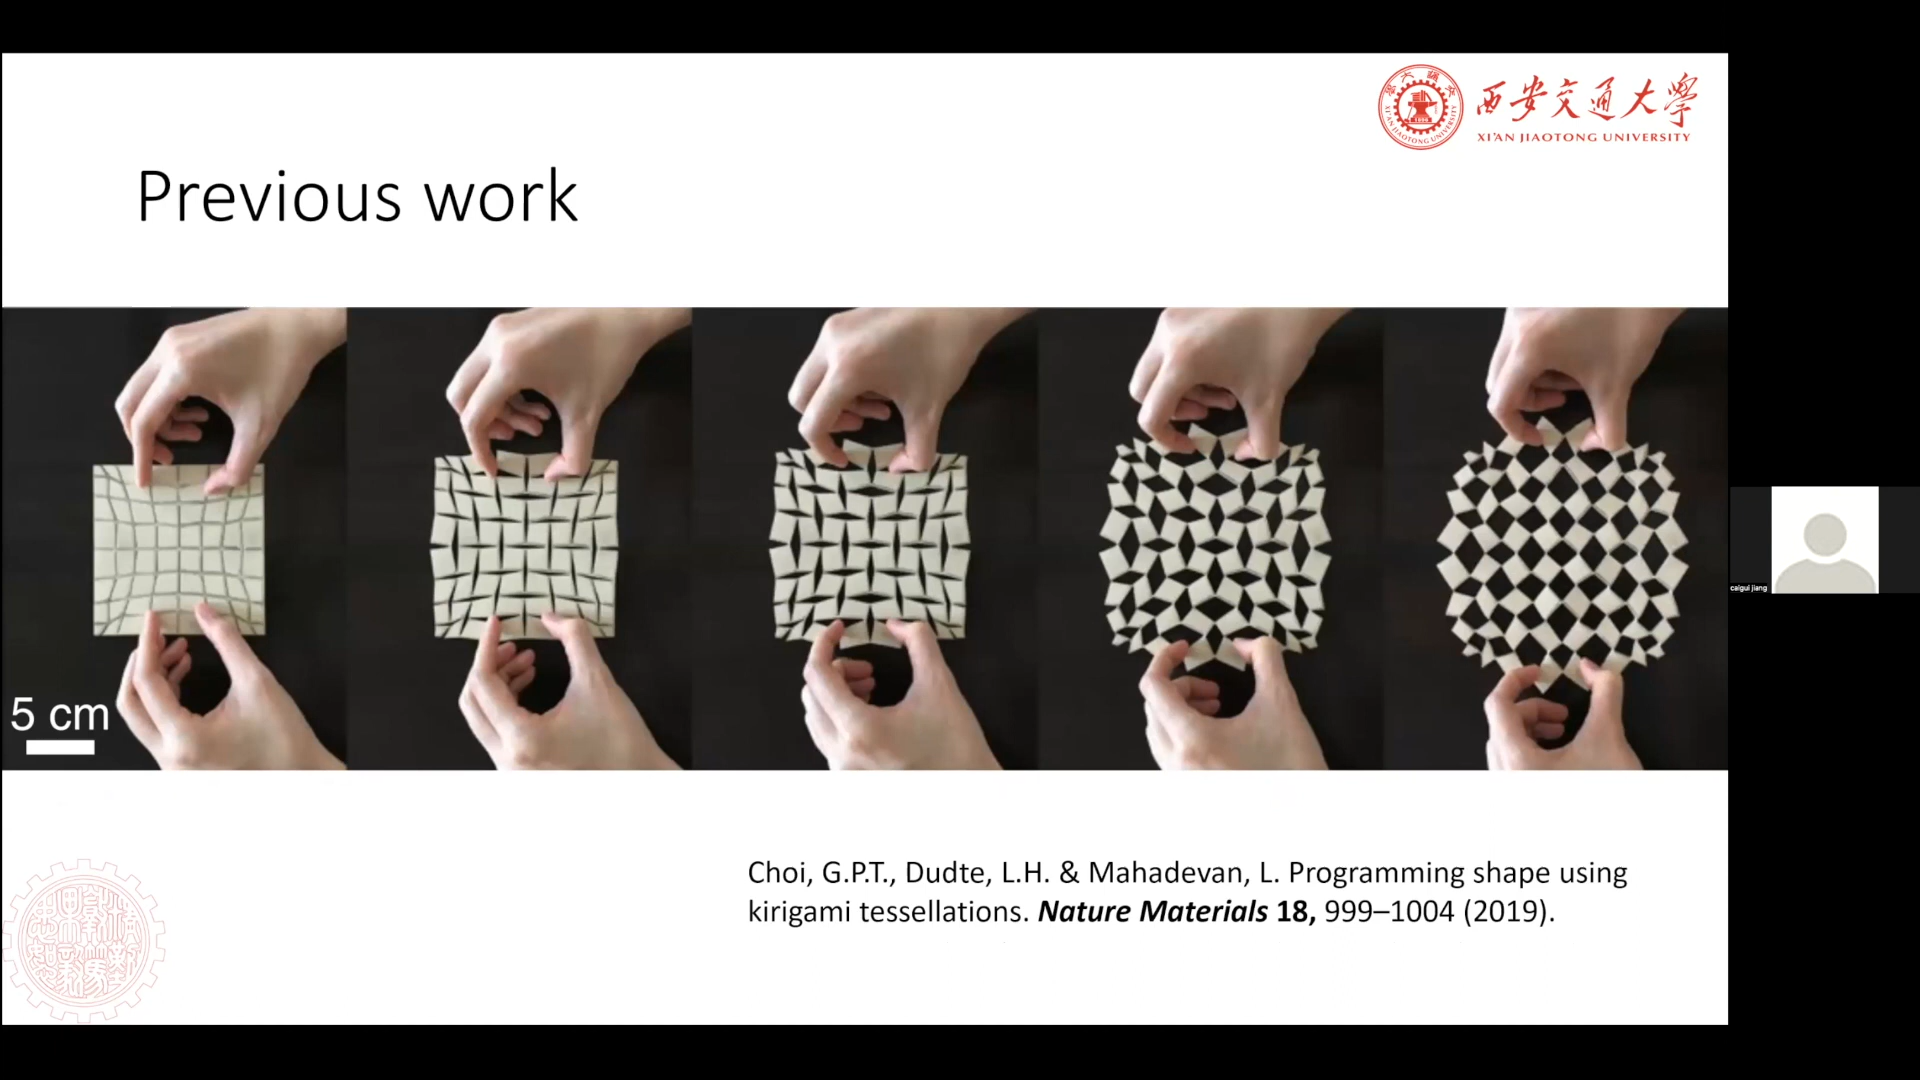 西安交通大學
XI'AN JIAOTONG UNIVERSITY
Previous work
5 cm
caigui jiang
Choi, G.P.T., Dudte, L.H. & Mahadevan, L. Programming shape using
kirigami tessellations. Nature Materials 18, 999–1004 (2019).